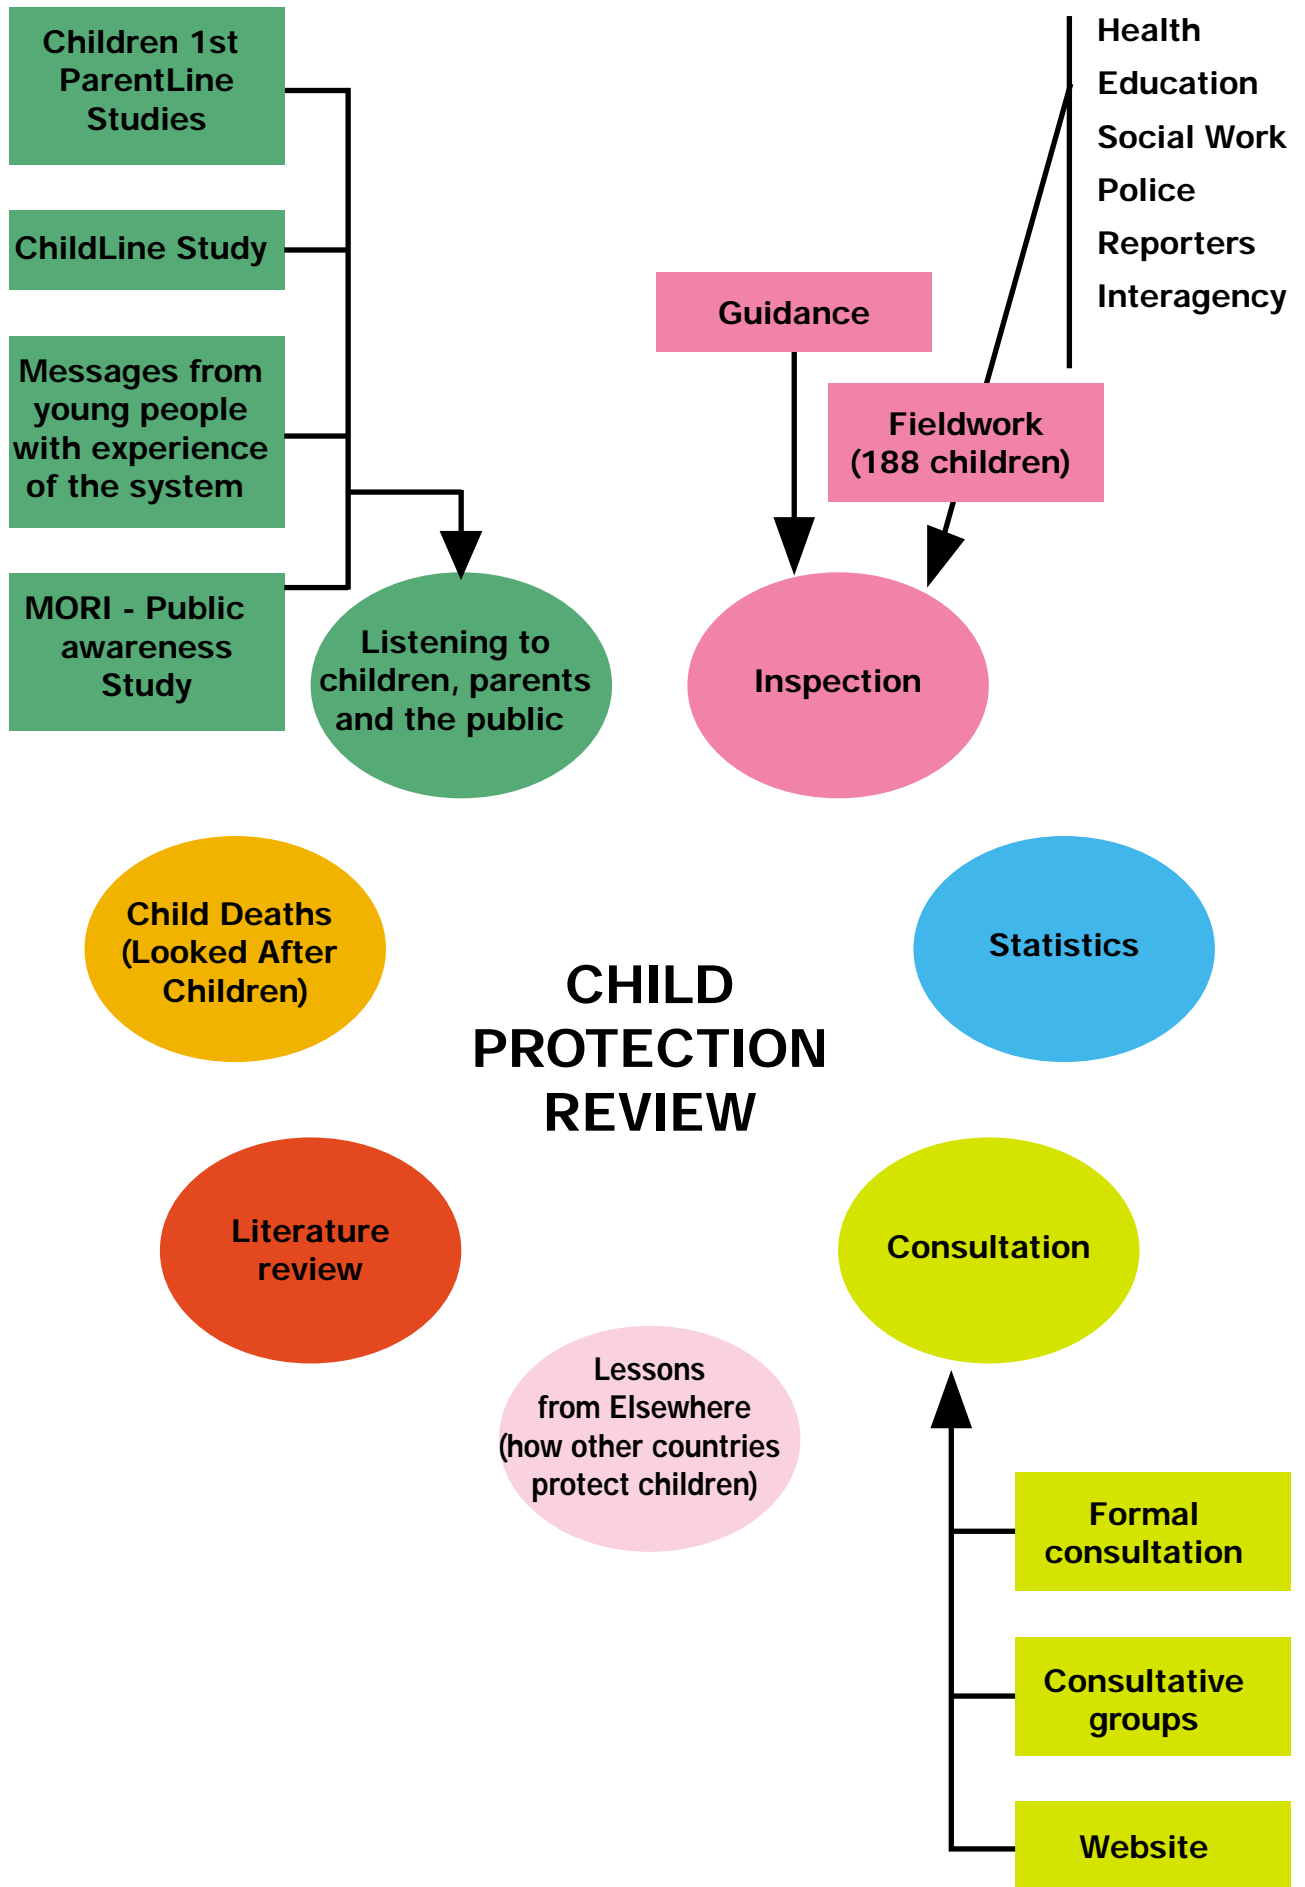 Children 1st
ParentLine
Studies
ChildLine Study
Messages from
young people
with experience
of the system
MORI - Public
awareness
Study
Listening to
children, parents
and the public
Health
Education
Social Work
Police
Reporters
Interagency
Guidance
Fieldwork
(188 children)
Inspection
Child Deaths
(Looked After
Children)
Statistics
CHILD
PROTECTION
REVIEW
Literature
review
Consultation
Lessons
from Elsewhere
(how other countries
protect children)
Formal
consultation
Consultative
groups
Website